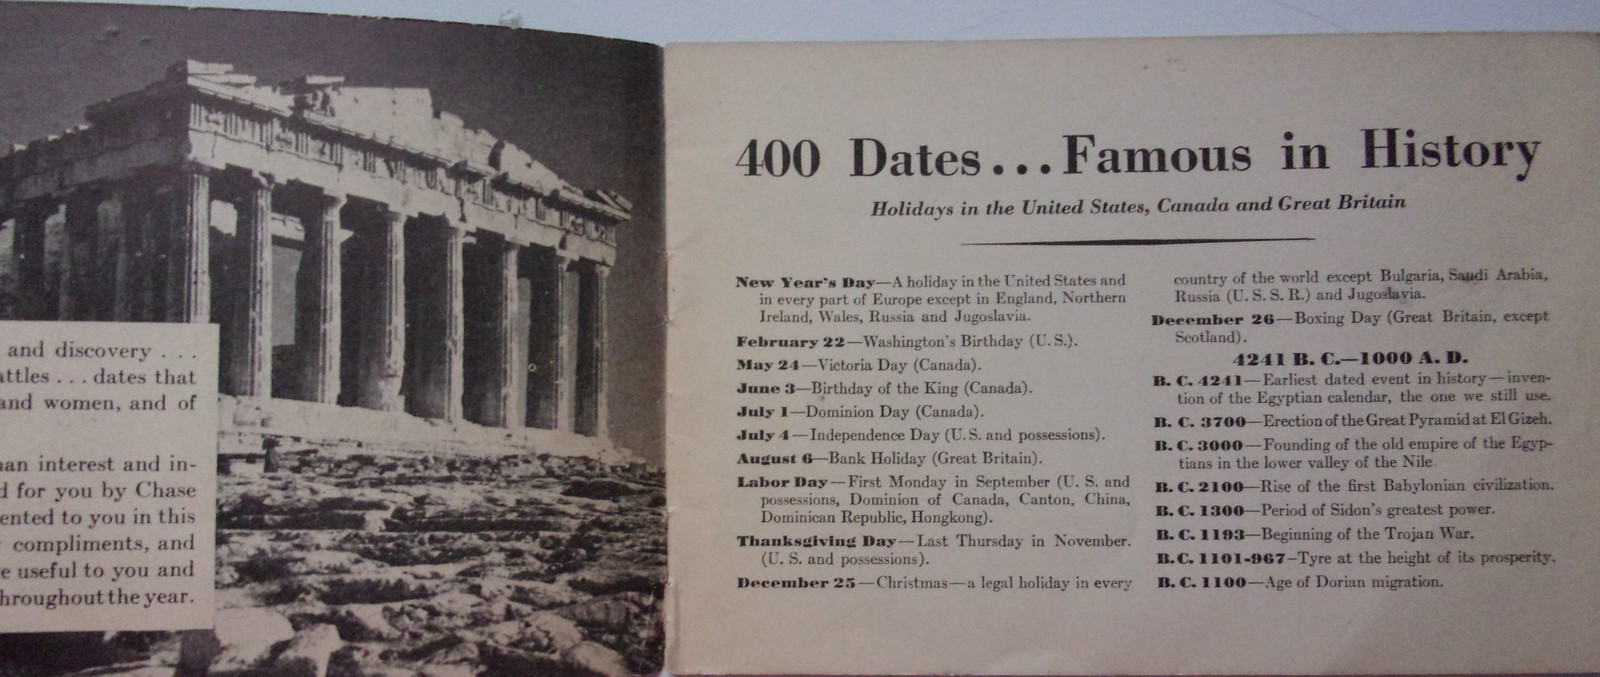 and discovery . . .
ttles . . . dates that
and women, and of
an interest and in-
d for you by Chase
ented to you in this
compliments, and
e useful to you and
hroughout the year.
400 Dates...Famous in History
Holidays in the United States, Canada and Great Britain
New Year's Day—A holiday in the United States and
in every part of Europe except in England, Northern
Ireland, Wales, Russia and Jugoslavia.
February 22—Washington's Birthday (U. S.).
May 24—Victoria Day (Canada).
June 3—Birthday of the King (Canada).
July 1—Dominion Day (Canada).
July 4—Independence Day (U. S. and possessions).
August 6—Bank Holiday (Great Britain).
Labor Day—First Monday in September (U. S. and
possessions, Dominion of Canada, Canton, China,
Dominican Republic, Hongkong).
Thanksgiving Day—Last Thursday in November.
(U. S. and possessions).
December 25—Christmas—a legal holiday in every
country of the world except Bulgaria, Saudi Arabia,
Russia (U. S. S. R.) and Jugoslavia.
December 26—Boxing Day (Great Britain, except
Scotland).
4241 B. C.—1000 A. D.
B. C. 4241—Earliest dated event in history—inven-
tion of the Egyptian calendar, the one we still use.
B. C. 3700—Erection of the Great Pyramid at El Gizeh.
B. C. 3000—Founding of the old empire of the Egyp-
tians in the lower valley of the Nile
B. C. 2100—Rise of the first Babylonian civilization.
B. C. 1300—Period of Sidon's greatest power.
B. C. 1193—Beginning of the Trojan War.
B.C. 1101-967–Tyre at the height of its prosperity.
B. C. 1100—Age of Dorian migration.